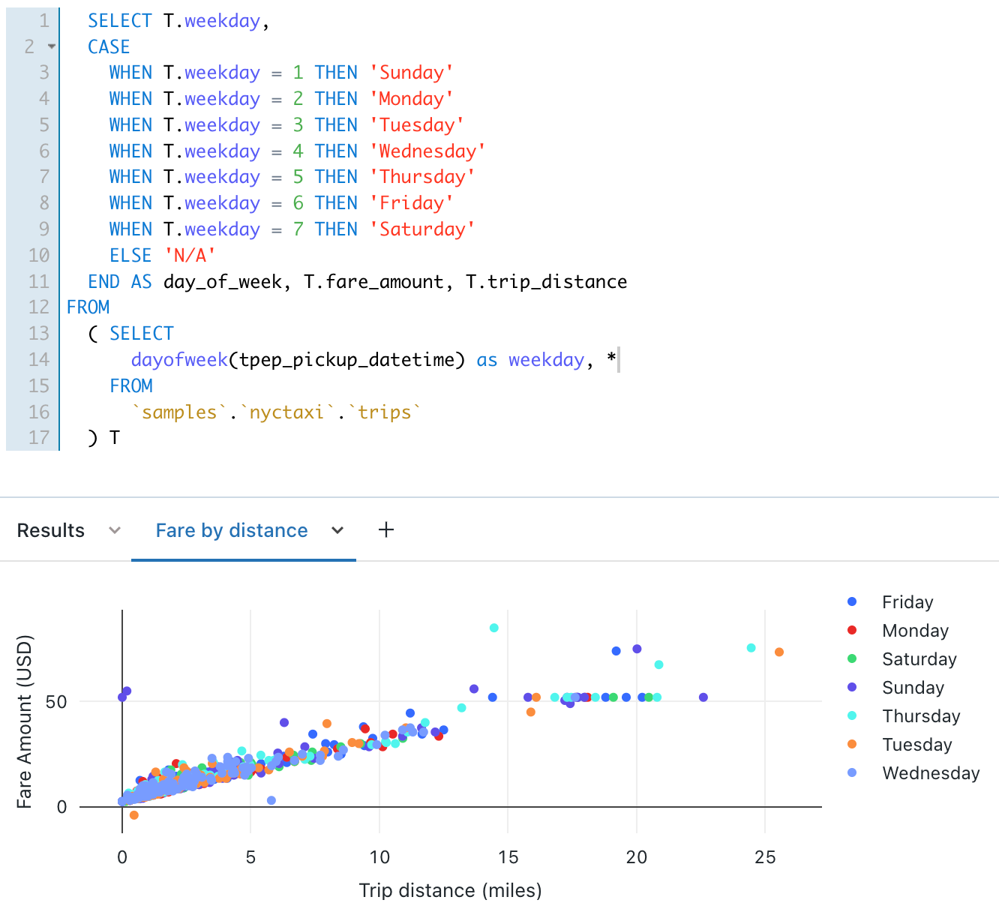 1 SELECT T.weekday,
2 CASE
3 WHEN T.weekday = 1 THEN 'Sunday'
4 WHEN T.weekday = 2 THEN 'Monday'
5 WHEN T.weekday = 3 THEN 'Tuesday'
6 WHEN T.weekday = 4 THEN 'Wednesday'
7 WHEN T.weekday = 5 THEN 'Thursday'
8 WHEN T.weekday = 6 THEN 'Friday'
9 WHEN T.weekday = 7 THEN 'Saturday'
10 ELSE 'N/A'
11 END AS day_of_week, T.fare_amount, T.trip_distance
12 FROM
13 ( SELECT
14 dayofweek(tpep_pickup_datetime) as weekday, *
15 FROM
16 `samples`.`nyctaxi`.`trips`
17 ) T
Results Fare by distance +
Fare Amount (USD)
50
0
0 5 10 15 20 25
Trip distance (miles)
Friday
Monday
Saturday
Sunday
Thursday
Tuesday
Wednesday